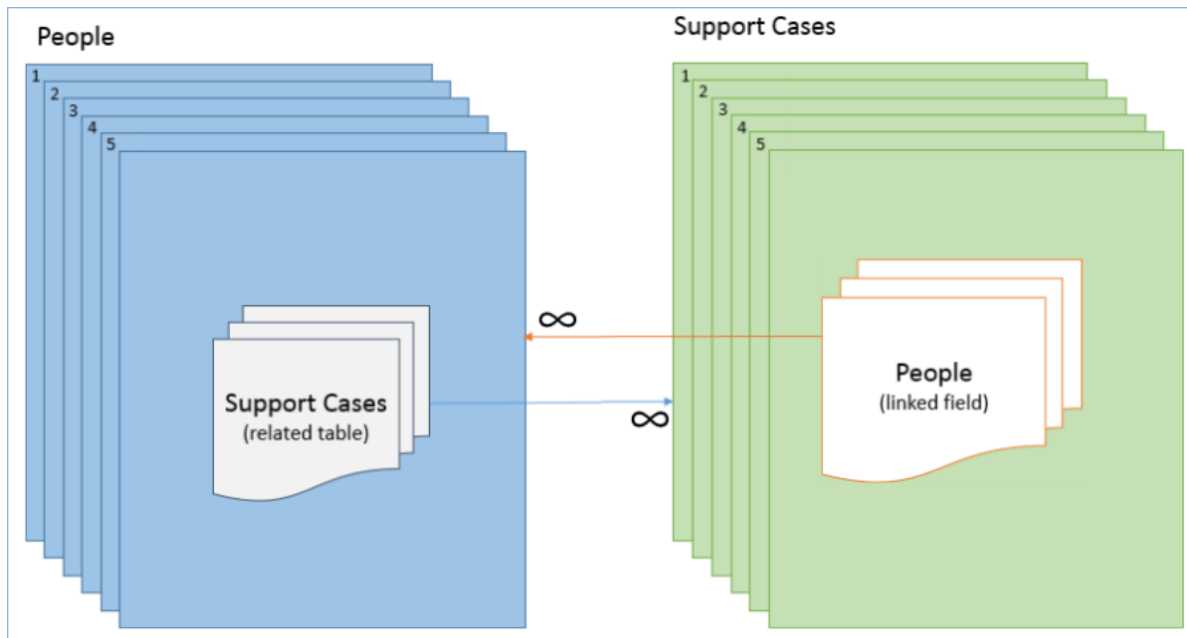 People
Support Cases
1
2
3
4
5
1
2
3
4
5
∞
∞
Support Cases
(related table)
People
(linked field)